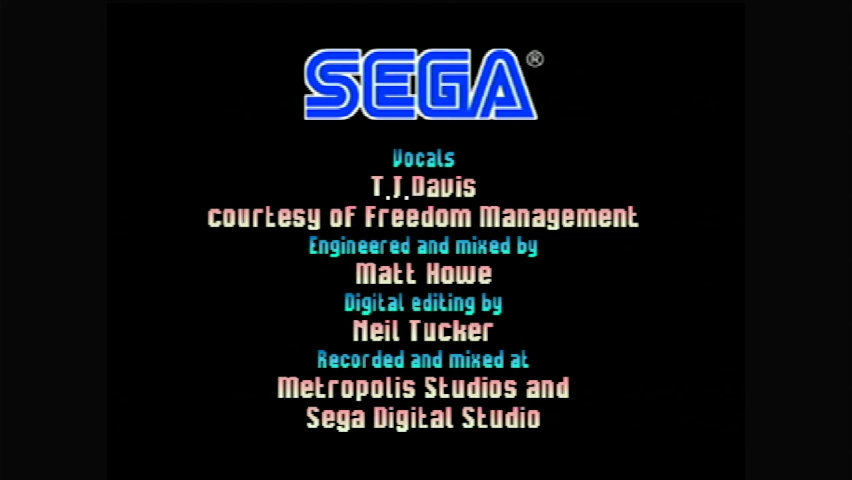 SEGA®
Vocals
T.J.Davis
courtesy of Freedom Management
Engineered and mixed by
Matt Howe
Digital editing by
Neil Tucker
Recorded and mixed at
Metropolis Studios and
Sega Digital Studio